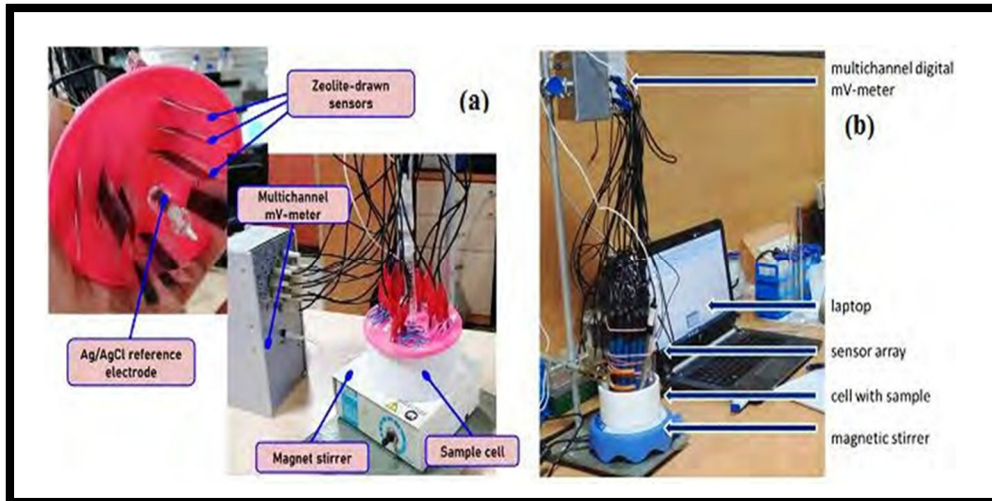 Zeolite-drawn
sensors
(a)
Multichannel
mV-meter
Ag/AgCl reference
electrode
Magnet stirrer
Sample cell
multichannel digital
mV-meter
(b)
laptop
sensor array
cell with sample
magnetic stirrer